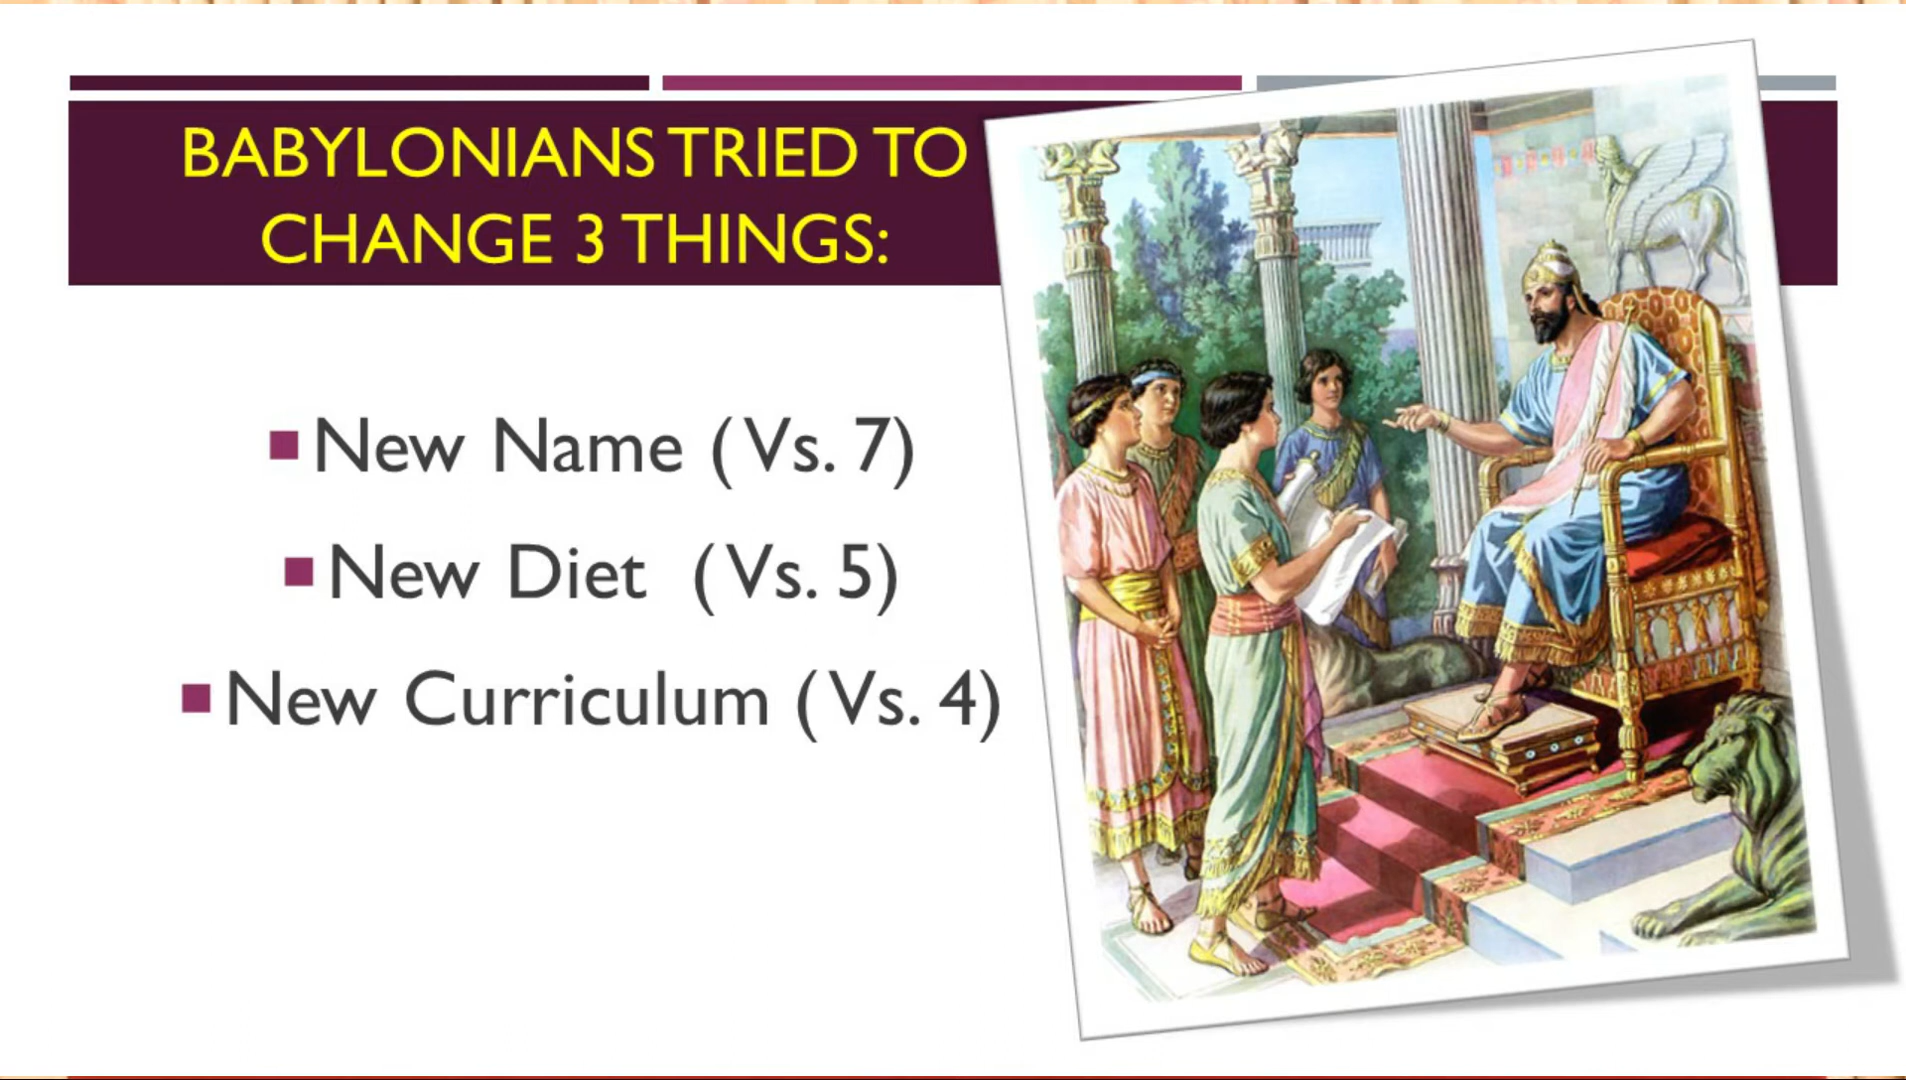 BABYLONIANS TRIED TO
CHANGE 3 THINGS:
New Name (Vs. 7)
New Diet (Vs. 5)
New Curriculum (Vs. 4)